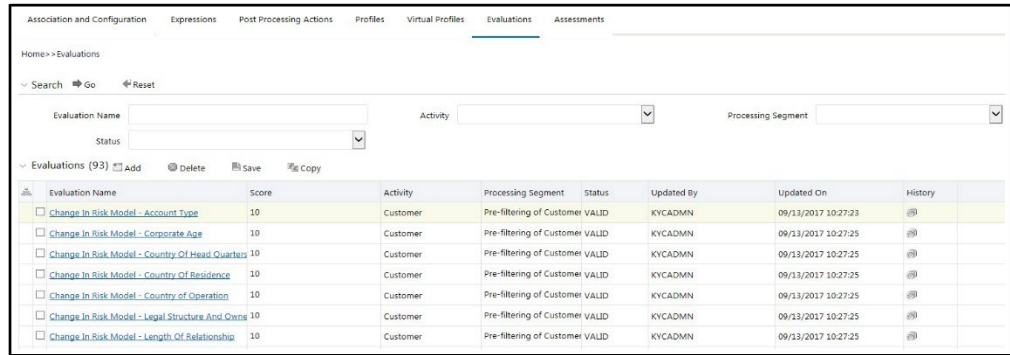 Association and Configuration Expressions Post Processing Actions Profiles Virtual Profiles Evaluations Assessments
Home>>Evaluations
Search Go Reset
Evaluation Name Activity Processing Segment
Status
Evaluations (93) Add Delete Save Copy
Evaluation Name Score Activity Processing Segment Status Updated By Updated On History
Change In Risk Model - Account Type 10 Customer Pre-filtering of Customer VALID KYCADMN 09/13/2017 10:27:23
Change In Risk Model - Corporate Age 10 Customer Pre-filtering of Customer VALID KYCADMN 09/13/2017 10:27:25
Change In Risk Model - Country Of Head Quarters 10 Customer Pre-filtering of Customer VALID KYCADMN 09/13/2017 10:27:25
Change In Risk Model - Country Of Residence 10 Customer Pre-filtering of Customer VALID KYCADMN 09/13/2017 10:27:25
Change In Risk Model - Country of Operation 10 Customer Pre-filtering of Customer VALID KYCADMN 09/13/2017 10:27:25
Change In Risk Model - Legal Structure And Owne 10 Customer Pre-filtering of Customer VALID KYCADMN 09/13/2017 10:27:25
Change In Risk Model - Length Of Relationship 10 Customer Pre-filtering of Customer VALID KYCADMN 09/13/2017 10:27:25